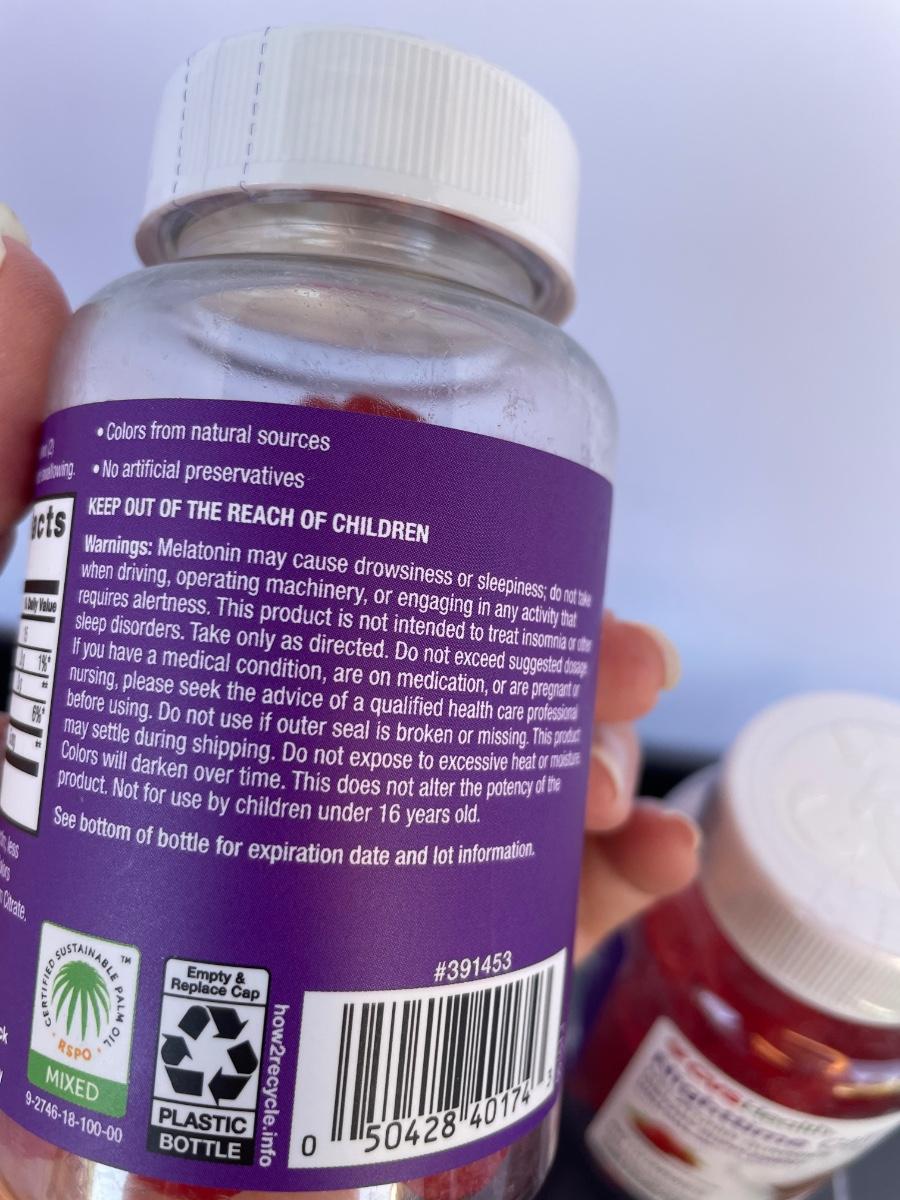 • Colors from natural sources
• No artificial preservatives
KEEP OUT OF THE REACH OF CHILDREN
Warnings: Melatonin may cause drowsiness or sleepiness; do not take
when driving, operating machinery, or engaging in any activity that
requires alertness. This product is not intended to treat insomnia or other
sleep disorders. Take only as directed. Do not exceed suggested dosage.
If you have a medical condition, are on medication, or are pregnant or
nursing, please seek the advice of a qualified health care professional
before using. Do not use if outer seal is broken or missing. This product
may settle during shipping. Do not expose to excessive heat or moisture.
Colors will darken over time. This does not alter the potency of the
product. Not for use by children under 16 years old.
See bottom of bottle for expiration date and lot information.
acts
% Daily Value
1%*
**
6%*
**
Citrate,
CERTIFIED SUSTAINABLE PALM OIL ™
RSPO
MIXED
9-2746-18-100-00
Empty &
Replace Cap
PLASTIC
BOTTLE
how2recycle.info
#391453
0 50428 40174 3